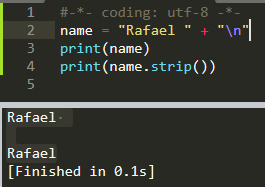 1 #-*- coding: utf-8 -*-
2 name = "Rafael " + "\n"
3 print(name)
4 print(name.strip())
5
Rafael
Rafael
[Finished in 0.1s]